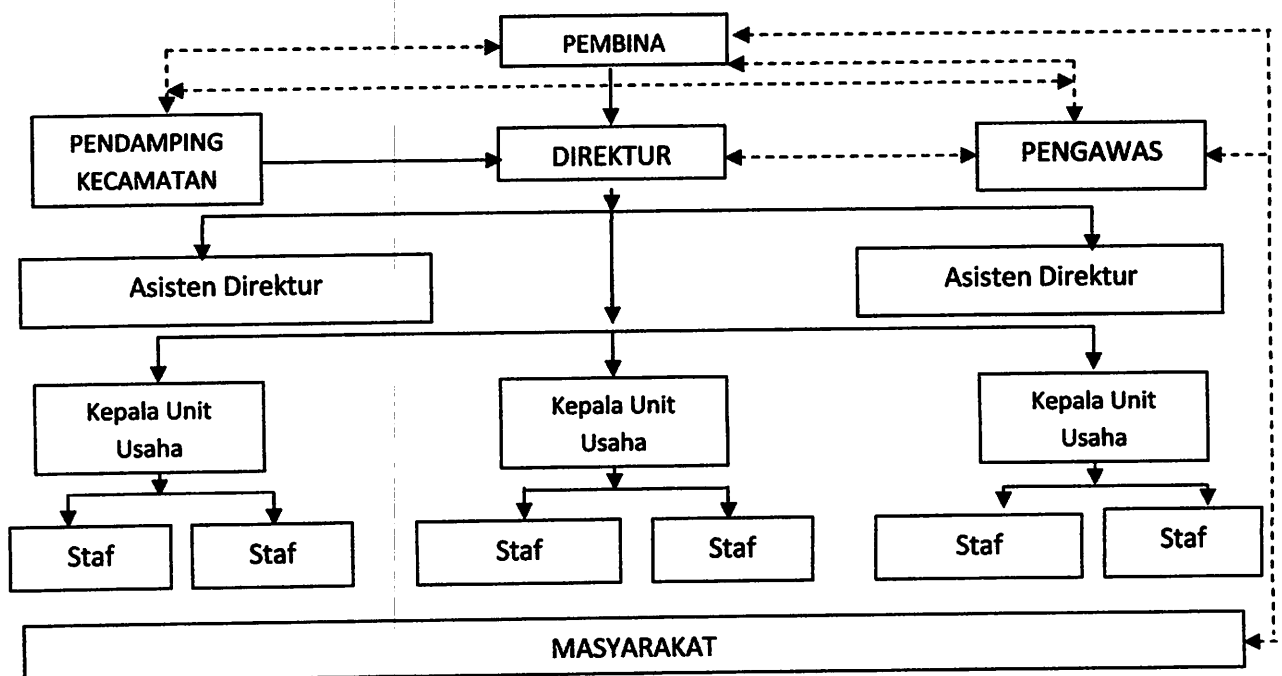 PEMBINA
PENDAMPING
KECAMATAN
DIREKTUR
PENGAWAS
Asisten Direktur
Asisten Direktur
Kepala Unit
Usaha
Kepala Unit
Usaha
Kepala Unit
Usaha
Staf
Staf
Staf
Staf
Staf
Staf
MASYARAKAT